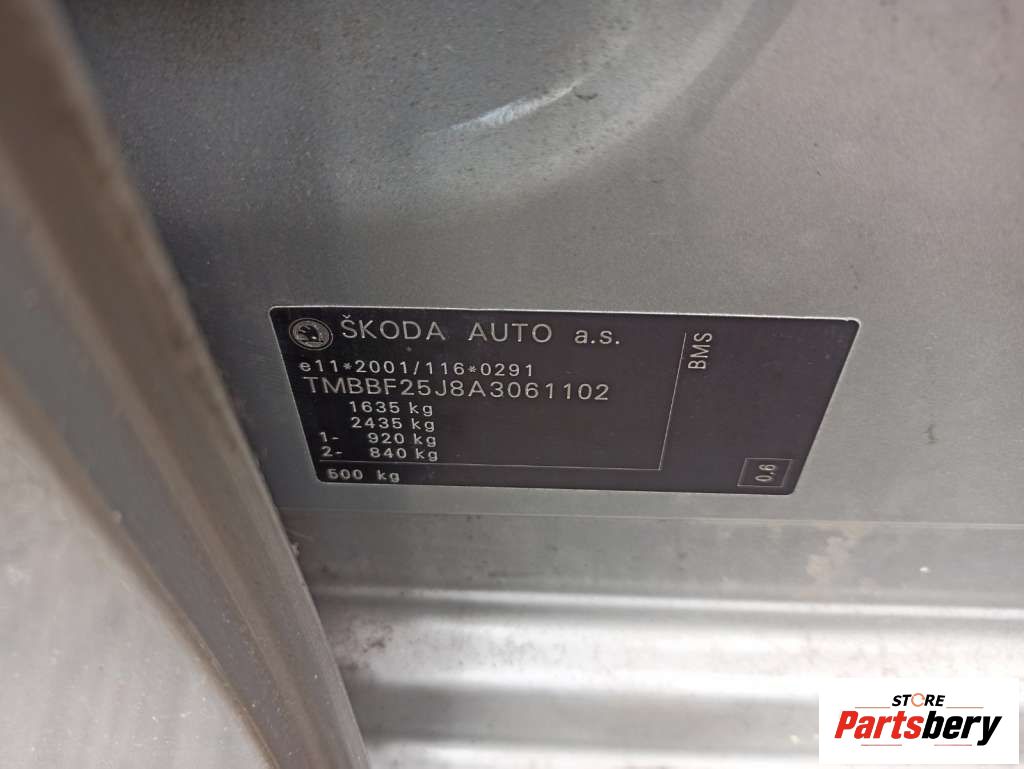 ŠKODA AUTO a.s.
e11*2001/116*0291
TMBBF25J8A3061102
1635 kg
2435 kg
1- 920 kg
2- 840 kg
500 kg
BMS
0.6
STORE
Partsbery